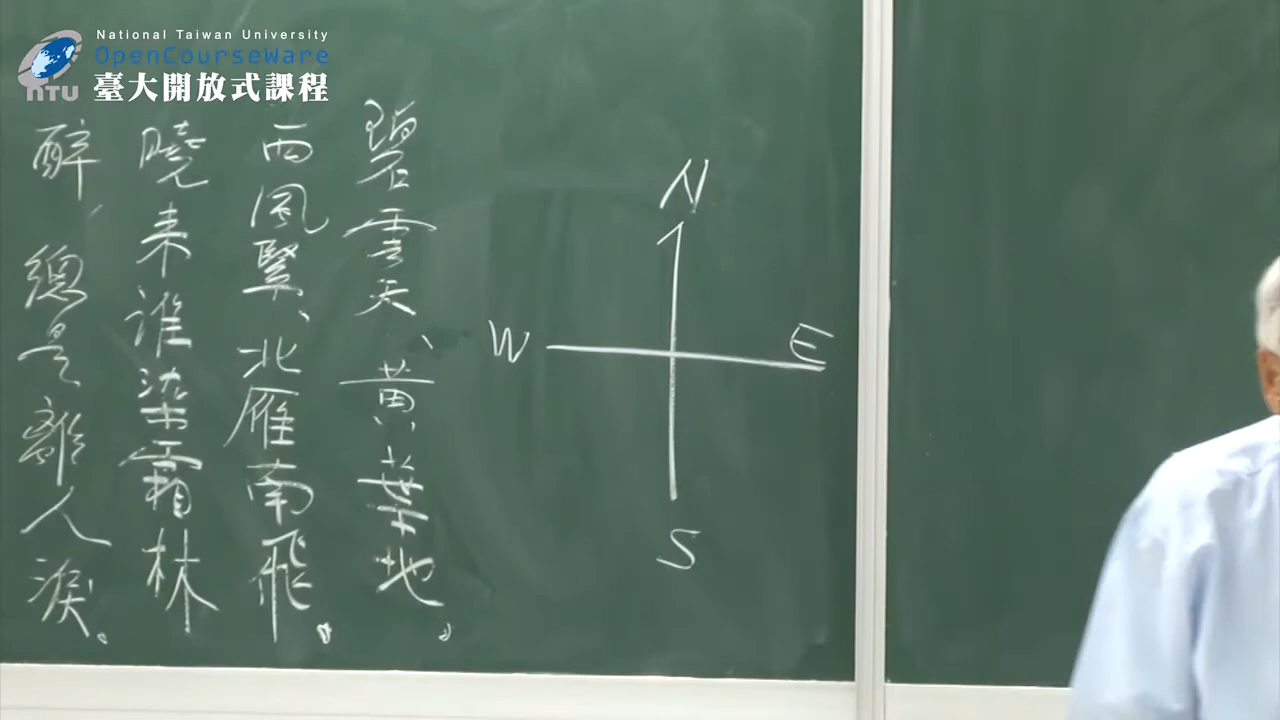 National Taiwan University
OpenCourseWare
NTU
臺大開放式課程
碧雲天、黃葉地。
西風緊、北雁南飛。
曉来誰染霜林
醉，總是離人淚。
N
W
E
S